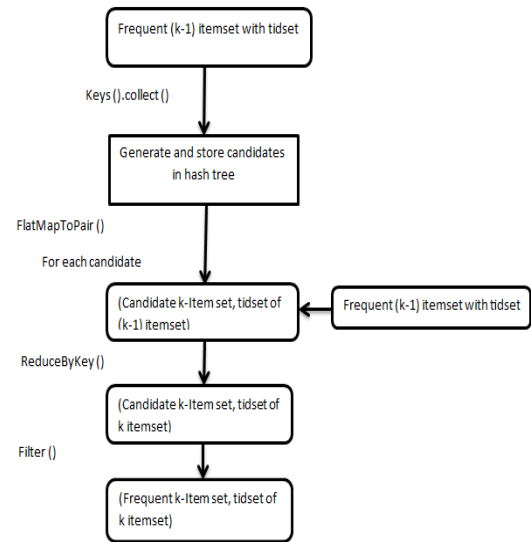 Frequent (k-1) itemset with tidset
Keys().collect()
Generate and store candidates
in hash tree
FlatMapToPair()
For each candidate
(Candidate k-Item set, tidset of
(k-1) itemset)
Frequent (k-1) itemset with tidset
ReduceByKey()
(Candidate k-Item set, tidset of
k itemset)
Filter ()
(Frequent k-Item set, tidset of
k itemset)